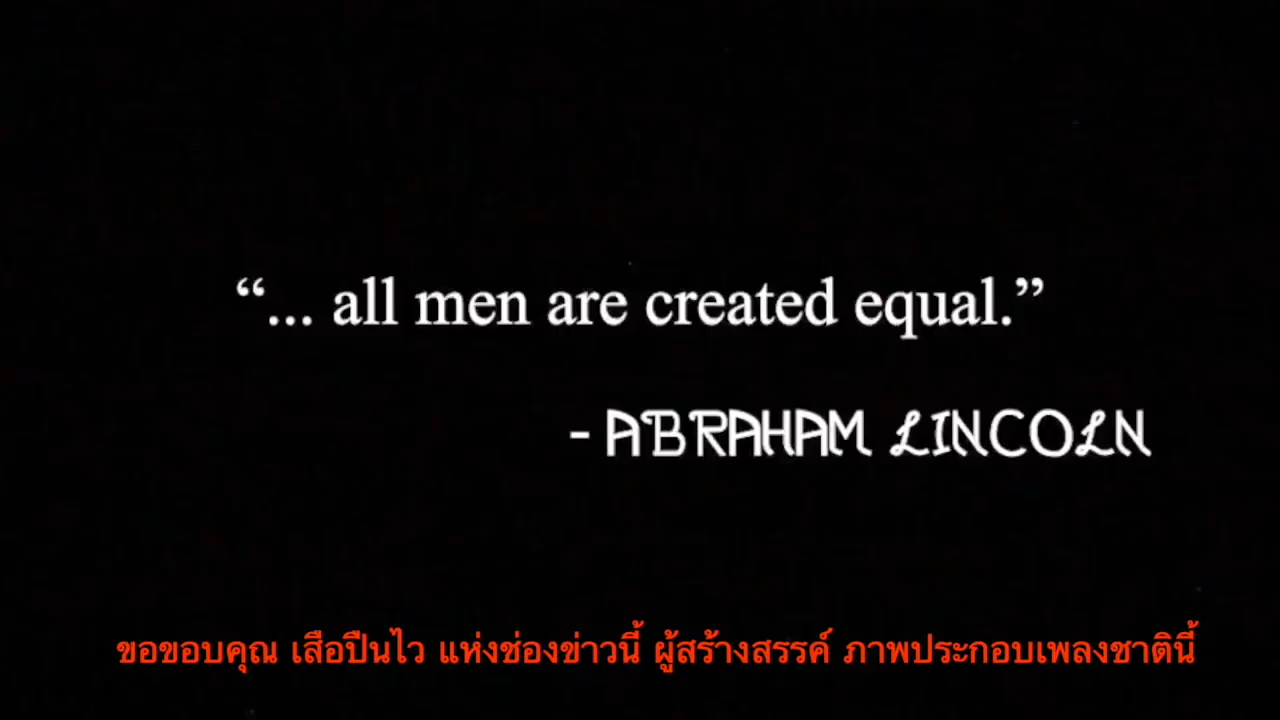 “... all men are created equal.”
- ABRAHAM LINCOLN
ขอขอบคุณ เสือปืนไว แห่งช่องข่าวนี้ ผู้สร้างสรรค์ ภาพประกอบเพลงชาตินี้